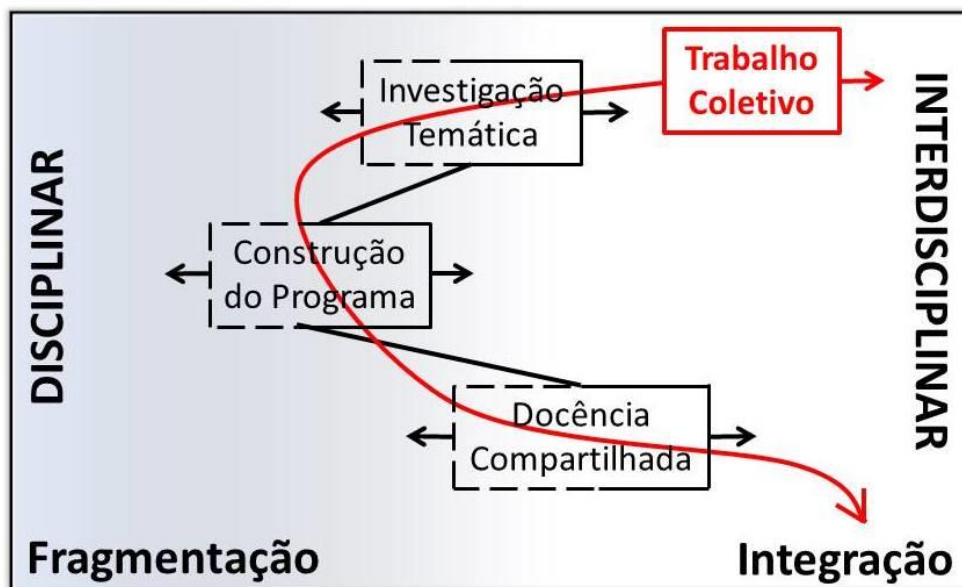 Trabalho
Coletivo
Investigação
Temática
DISCIPLINAR
INTERDISCIPLINAR
Construção
do Programa
Docência
Compartilhada
Fragmentação
Integração